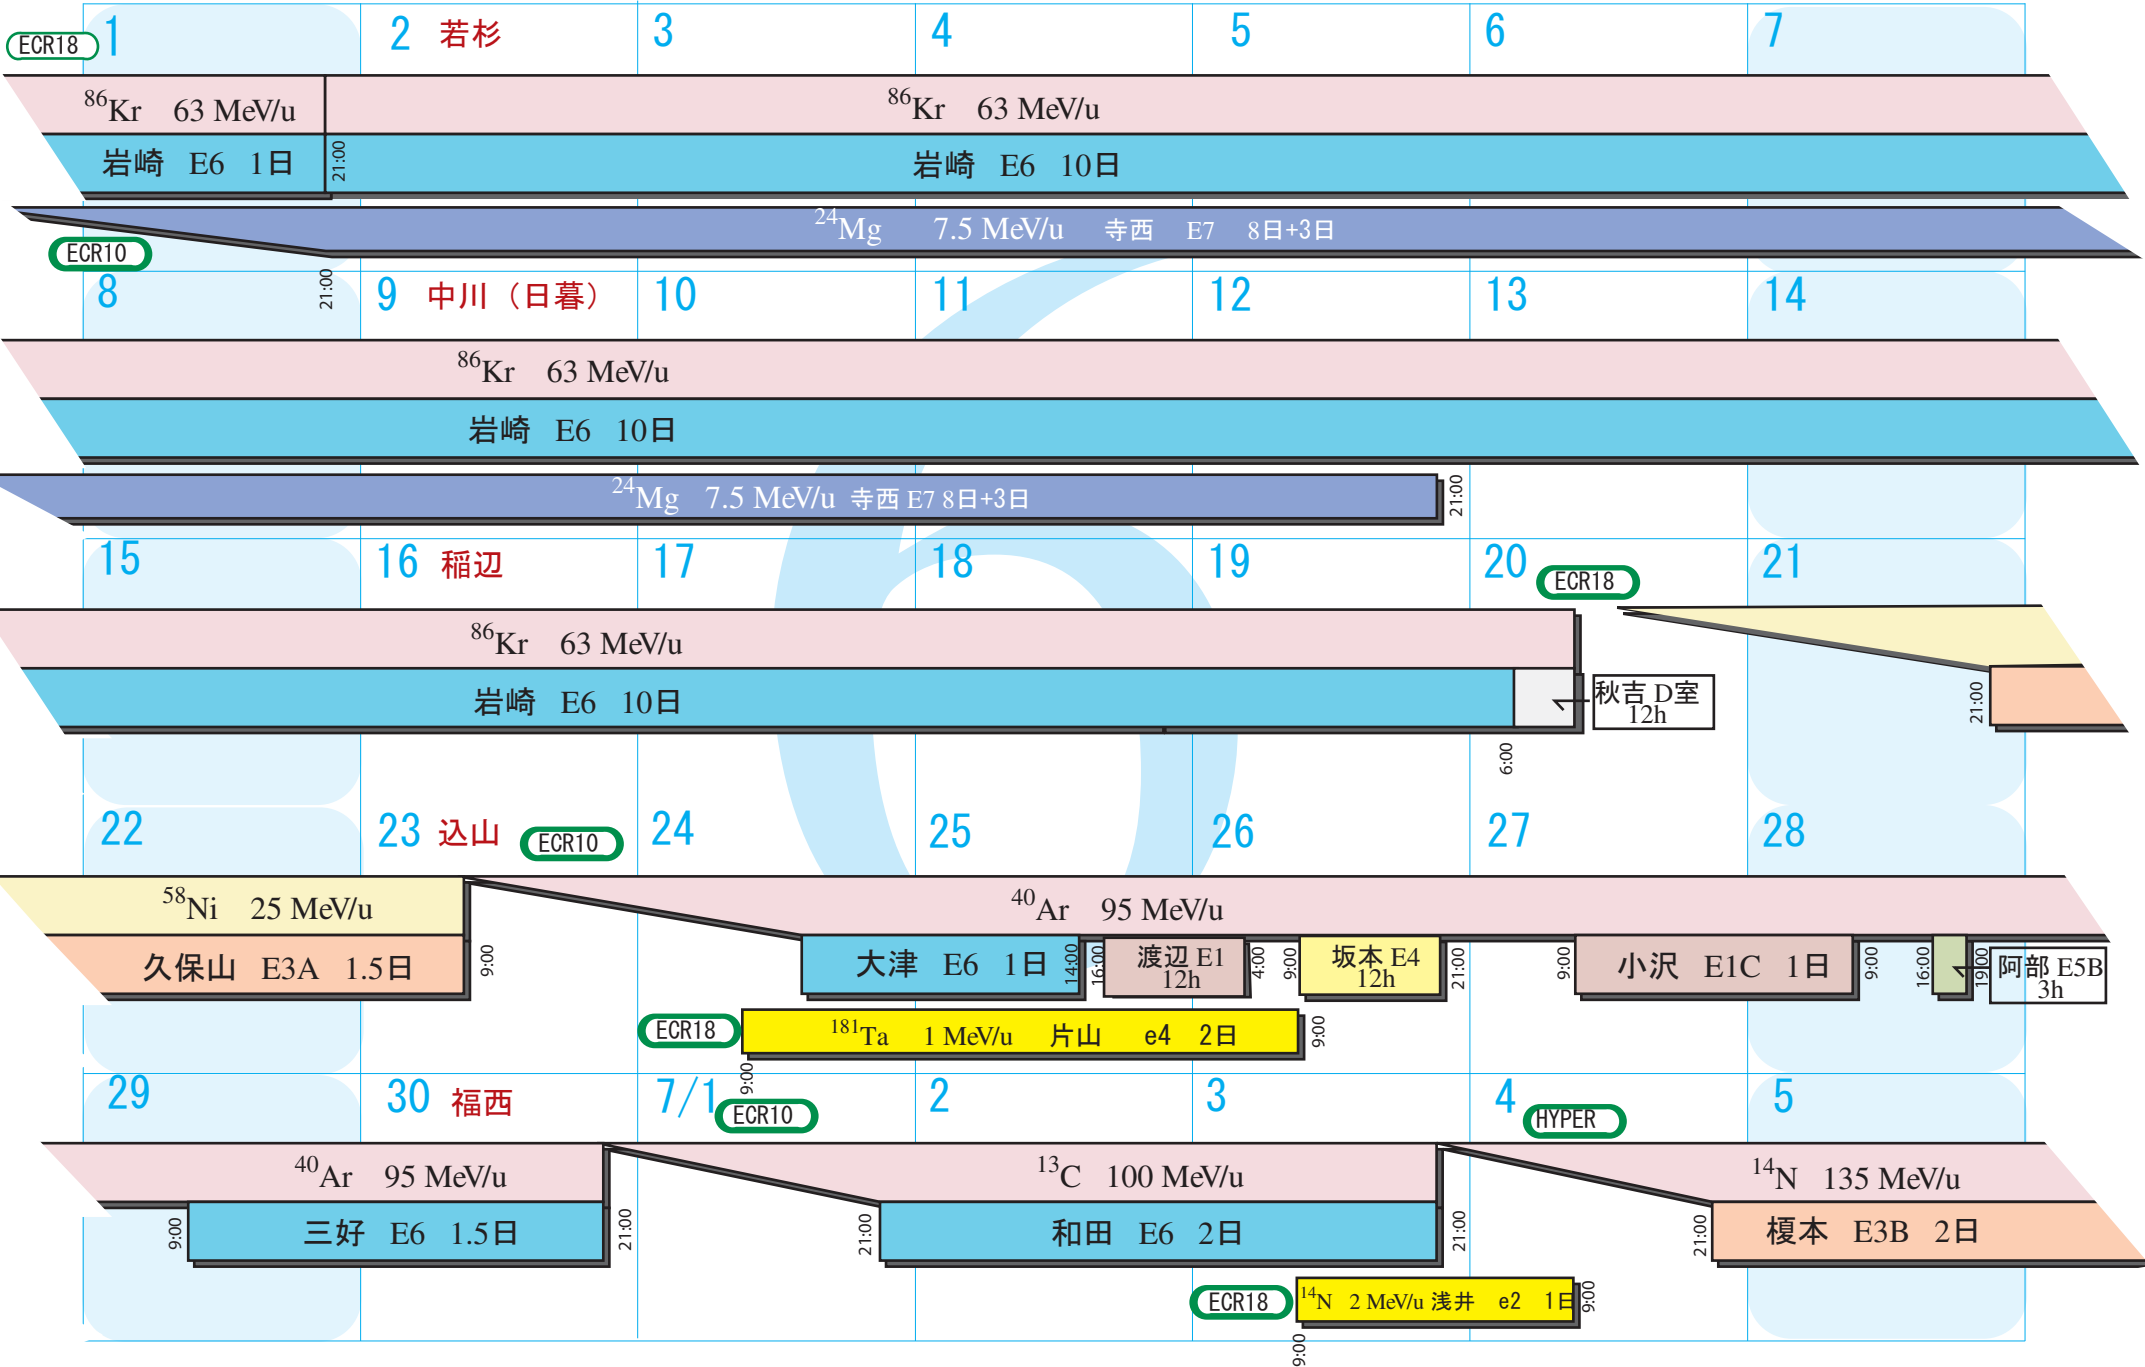 ECR18 1 2 若杉 3 4 5 6 7
86Kr 63 MeV/u 86Kr 63 MeV/u
岩崎 E6 1日 21:00 岩崎 E6 10日
24Mg 7.5 MeV/u 寺西 E7 8日+3日
ECR10 21:00
8 9 中川（日暮） 10 11 12 13 14
86Kr 63 MeV/u
岩崎 E6 10日
24Mg 7.5 MeV/u 寺西 E7 8日+3日 21:00
6
15 16 稲辺 17 18 19 20 ECR18 21
86Kr 63 MeV/u
岩崎 E6 10日 秋吉 D室 21:00
12h
6:00
22 23 込山 ECR10 24 25 26 27 28
58Ni 25 MeV/u 40Ar 95 MeV/u
久保山 E3A 1.5日 9:00 大津 E6 1日 14:00 16:00 渡辺 E1 4:00 9:00 坂本 E4 21:00 9:00 小沢 E1C 1日 9:00 16:00 19:00 阿部 E5B
12h 12h 3h
ECR18 181Ta 1 MeV/u 片山 e4 2日 9:00
9:00
29 30 福西 7/1 ECR10 2 3 4 HYPER 5
40Ar 95 MeV/u 13C 100 MeV/u 14N 135 MeV/u
9:00 三好 E6 1.5日 21:00 21:00 和田 E6 2日 21:00 21:00 榎本 E3B 2日
ECR18 14N 2 MeV/u 浅井 e2 1日 9:00
9:00